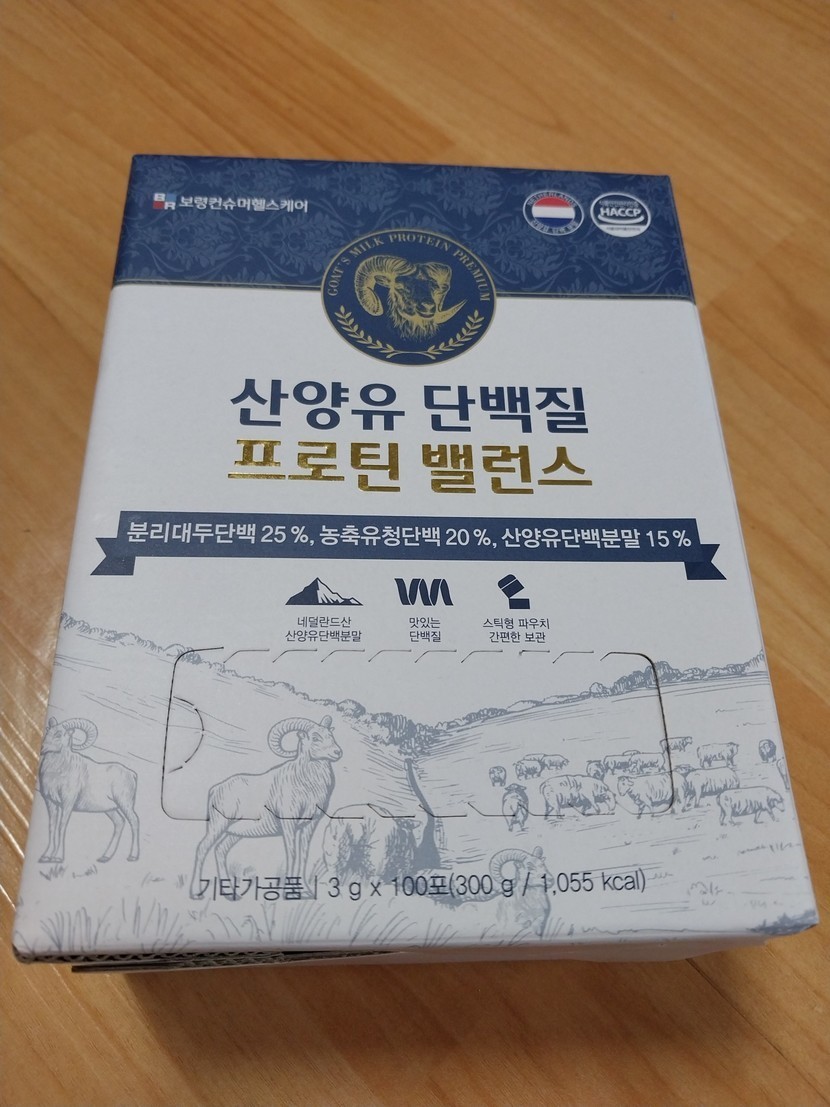 BR 보령컨슈머헬스케어
NETHERLANDS
HACCP
GOAT'S MILK PROTEIN PREMIUM
산양유 단백질
프로틴 밸런스
분리대두단백 25 %, 농축유청단백 20 %, 산양유단백분말 15 %
네덜란드산
산양유단백분말
맛있는
단백질
스틱형 파우치
간편한 보관
기타가공품 | 3 g x 100포(300 g / 1,055 kcal)